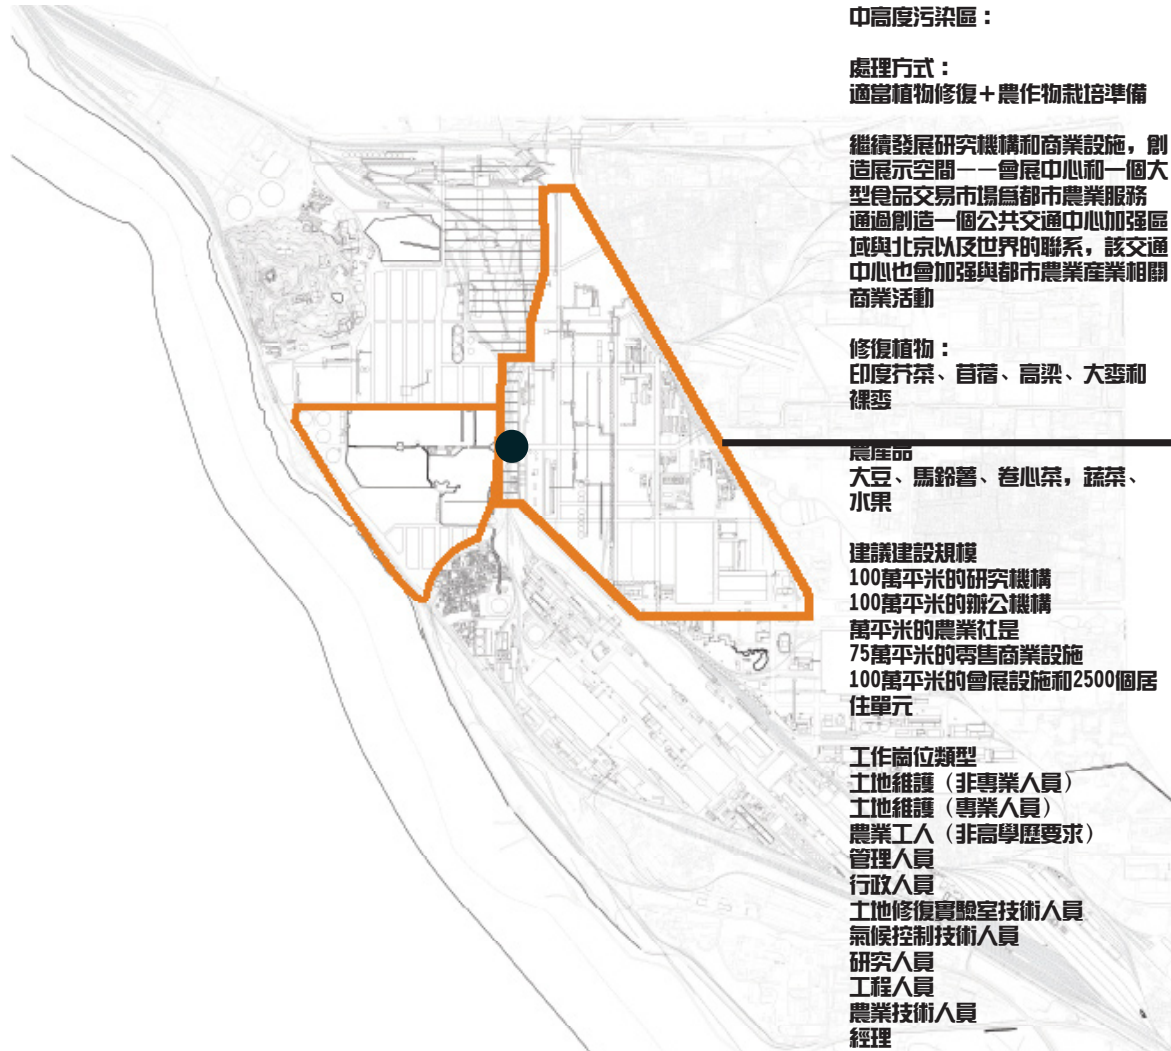 中高度污染區：
處理方式：
適當植物修復＋農作物栽培準備
繼續發展研究機構和商業設施，創
造展示空間——會展中心和一個大
型食品交易市場爲都市農業服務
通過創造一個公共交通中心加强區
域與北京以及世界的聯系，該交通
中心也會加强與都市農業産業相關
商業活動
修復植物：
印度芥菜、苜蓿、高梁、大麥和
裸麥
農産品
大豆、馬鈴薯、卷心菜，蔬菜、
水果
建議建設規模
100萬平米的研究機構
100萬平米的辦公機構
萬平米的農業社是
75萬平米的零售商業設施
100萬平米的會展設施和2500個居
住單元
工作崗位類型
土地維護（非專業人員）
土地維護（專業人員）
農業工人（非高學歷要求）
管理人員
行政人員
土地修復實驗室技術人員
氣候控制技術人員
研究人員
工程人員
農業技術人員
經理